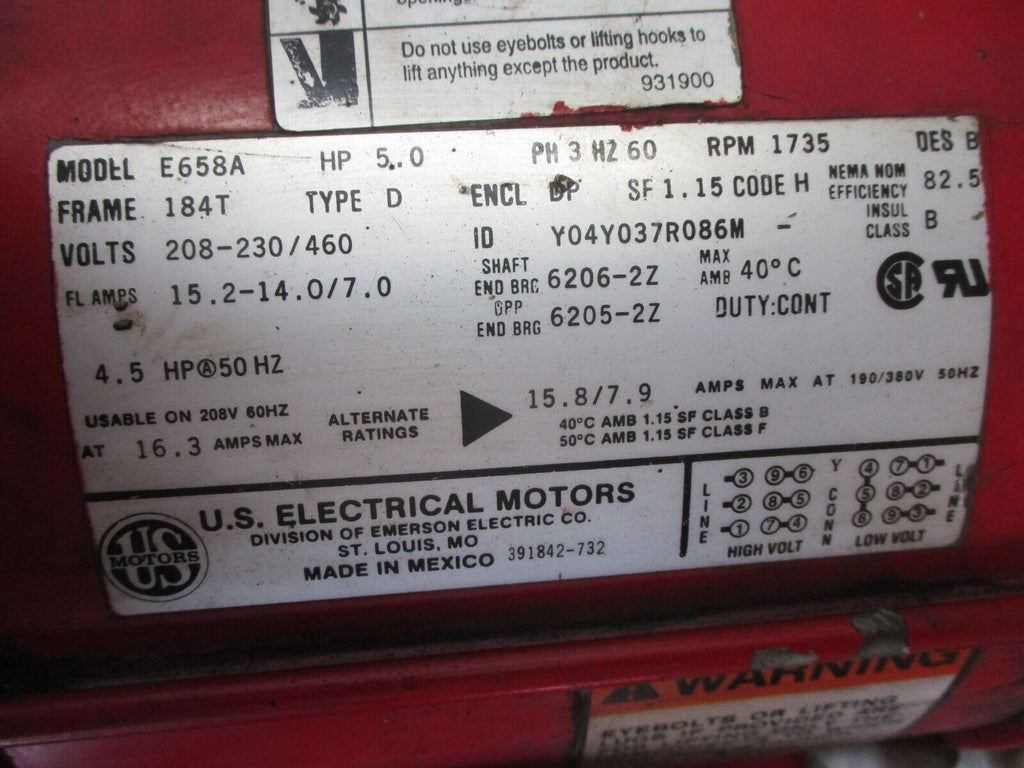 Do not use eyebolts or lifting hooks to
lift anything except the product.
931900
MODEL E658A HP 5.0 PH 3 HZ 60 RPM 1735 DES B
FRAME 184T TYPE D ENCL DP SF 1.15 CODE H NEMA NOM EFFICIENCY 82.5
VOLTS 208-230/460 ID Y04Y037R086M - INSUL CLASS B
FL AMPS 15.2-14.0/7.0 SHAFT END BRG 6206-2Z MAX AMB 40°C
OPP END BRG 6205-2Z DUTY:CONT
4.5 HP@50HZ
USABLE ON 208V 60HZ
AT 16.3 AMPS MAX
ALTERNATE
RATINGS
15.8/7.9 AMPS MAX AT 190/380V 50HZ
40°C AMB 1.15 SF CLASS B
50°C AMB 1.15 SF CLASS F
US
MOTORS
U.S. ELECTRICAL MOTORS
DIVISION OF EMERSON ELECTRIC CO.
ST. LOUIS, MO
MADE IN MEXICO 391842-732
LINE
3 9-6
2 8-5
1 7-4
HIGH VOLT
Y CONN
4 7-1
5 8-2
6 9-3
LOW VOLT
LINE
WARNING
EYEBOLTS OR LIFTING